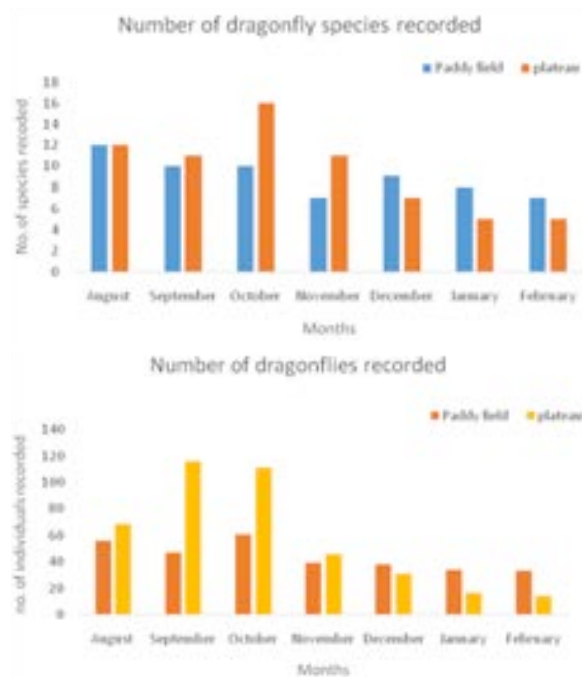 Number of dragonfly species recorded
Paddy field plateau
No. of species recoded
18
16
14
12
10
8
6
4
2
0
August September October November December January February
Months
Number of dragonflies recorded
Paddy field plateau
no. of individuals recorded
140
120
100
80
60
40
20
0
August September October November December January February
Months